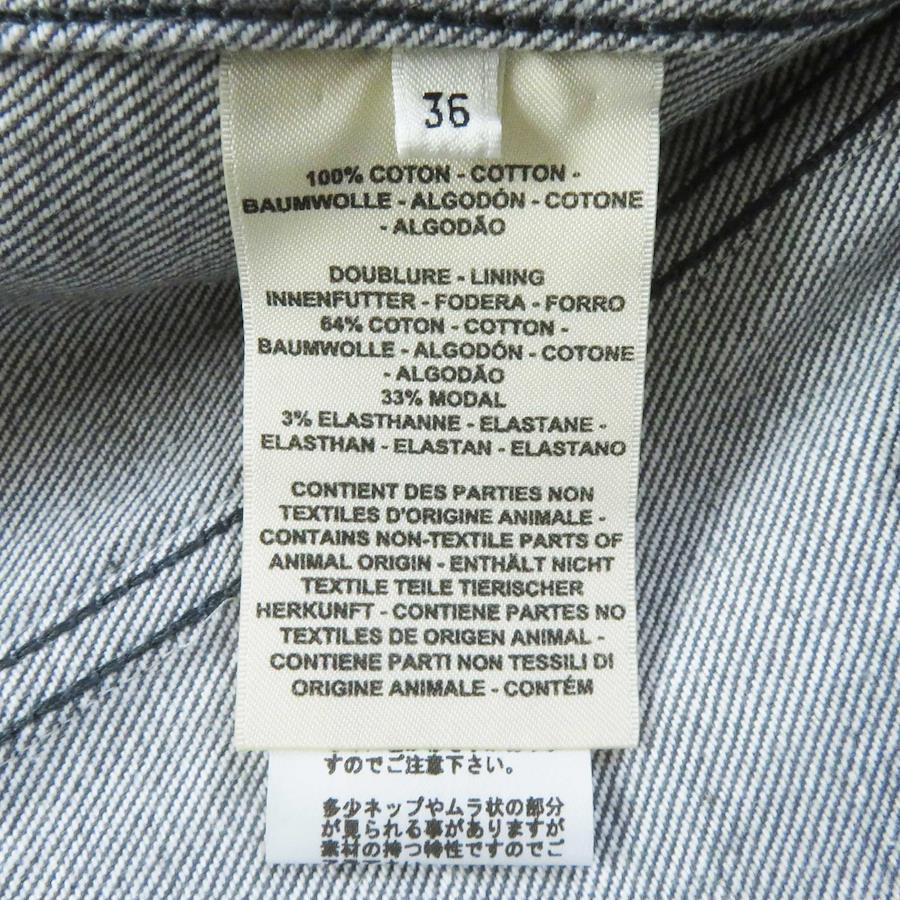 36
100% COTON - COTTON -
BAUMWOLLE - ALGODÓN - COTONE
- ALGODÃO
DOUBLURE - LINING
INNENFUTTER - FODERA - FORRO
64% COTON - COTTON -
BAUMWOLLE - ALGODÓN - COTONE
- ALGODÃO
33% MODAL
3% ELASTHANNE - ELASTANE -
ELASTHAN - ELASTAN - ELASTANO
CONTIENT DES PARTIES NON
TEXTILES D'ORIGINE ANIMALE -
CONTAINS NON-TEXTILE PARTS OF
ANIMAL ORIGIN - ENTHÄLT NICHT
TEXTILE TEILE TIERISCHER
HERKUNFT - CONTIENE PARTES NO
TEXTILES DE ORIGEN ANIMAL -
CONTIENE PARTI NON TESSILI DI
ORIGINE ANIMALE - CONTÉM
すのでご注意下さい。
多少ネップやムラ状の部分
が見られる事がありますが
素材の持つ特性ですのでご